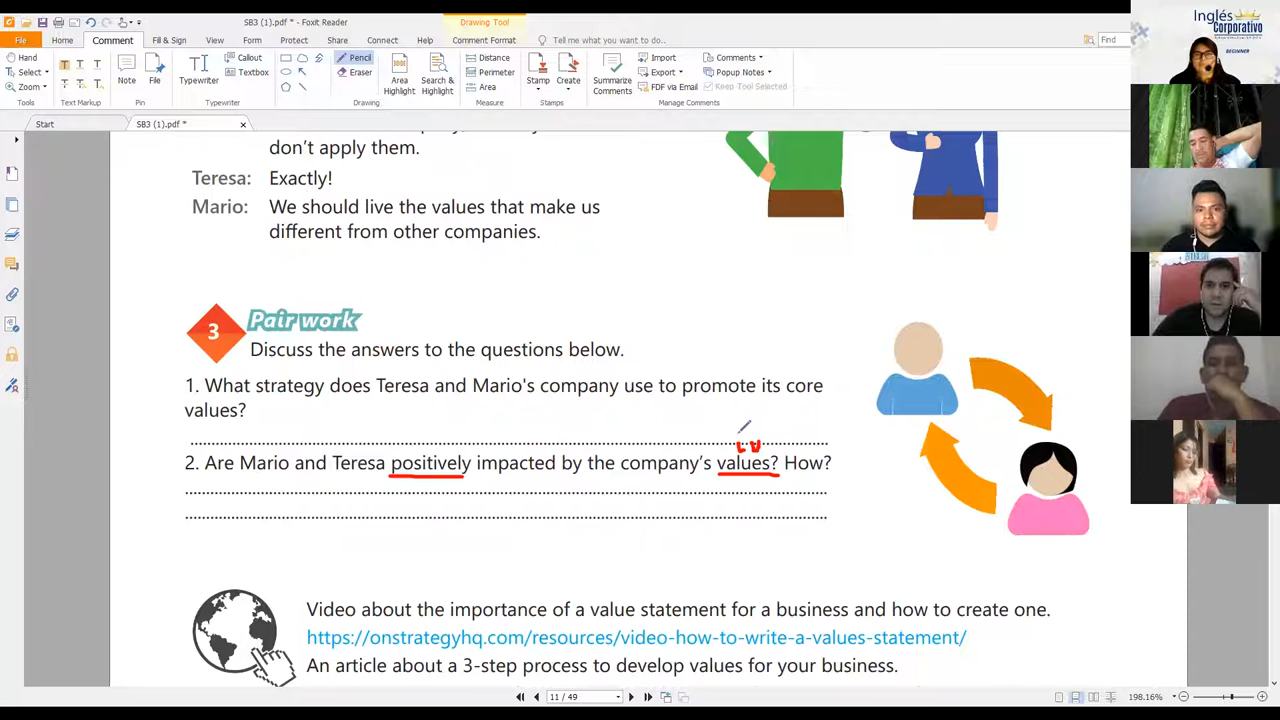 SB3 (1).pdf * - Foxit Reader
Drawing Tool
File Home Comment Fill & Sign View Form Protect Share Connect Help Comment Format Tell me what you want to do.. Find
Hand
Select
Zoom
Tools
Text Markup
Note
File
Pin
Typewriter
Callout
Textbox
Typewriter
Pencil
Eraser
Drawing
Area Highlight
Search & Highlight
Distance
Perimeter
Area
Measure
Stamp
Create
Stamps
Summarize Comments
Import
Export
FDF via Email
Comments
Popup Notes
Keep Tool Selected
Manage Comments
Start
SB3 (1).pdf *
don't apply them.
Teresa: Exactly!
Mario: We should live the values that make us
different from other companies.
3 Pair work
Discuss the answers to the questions below.
1. What strategy does Teresa and Mario's company use to promote its core
values?
2. Are Mario and Teresa positively impacted by the company's values? How?
Video about the importance of a value statement for a business and how to create one.
https://onstrategyhq.com/resources/video-how-to-write-a-values-statement/
An article about a 3-step process to develop values for your business.
11 / 49
198.16%
Inglés
Corporativo
BEGINNER